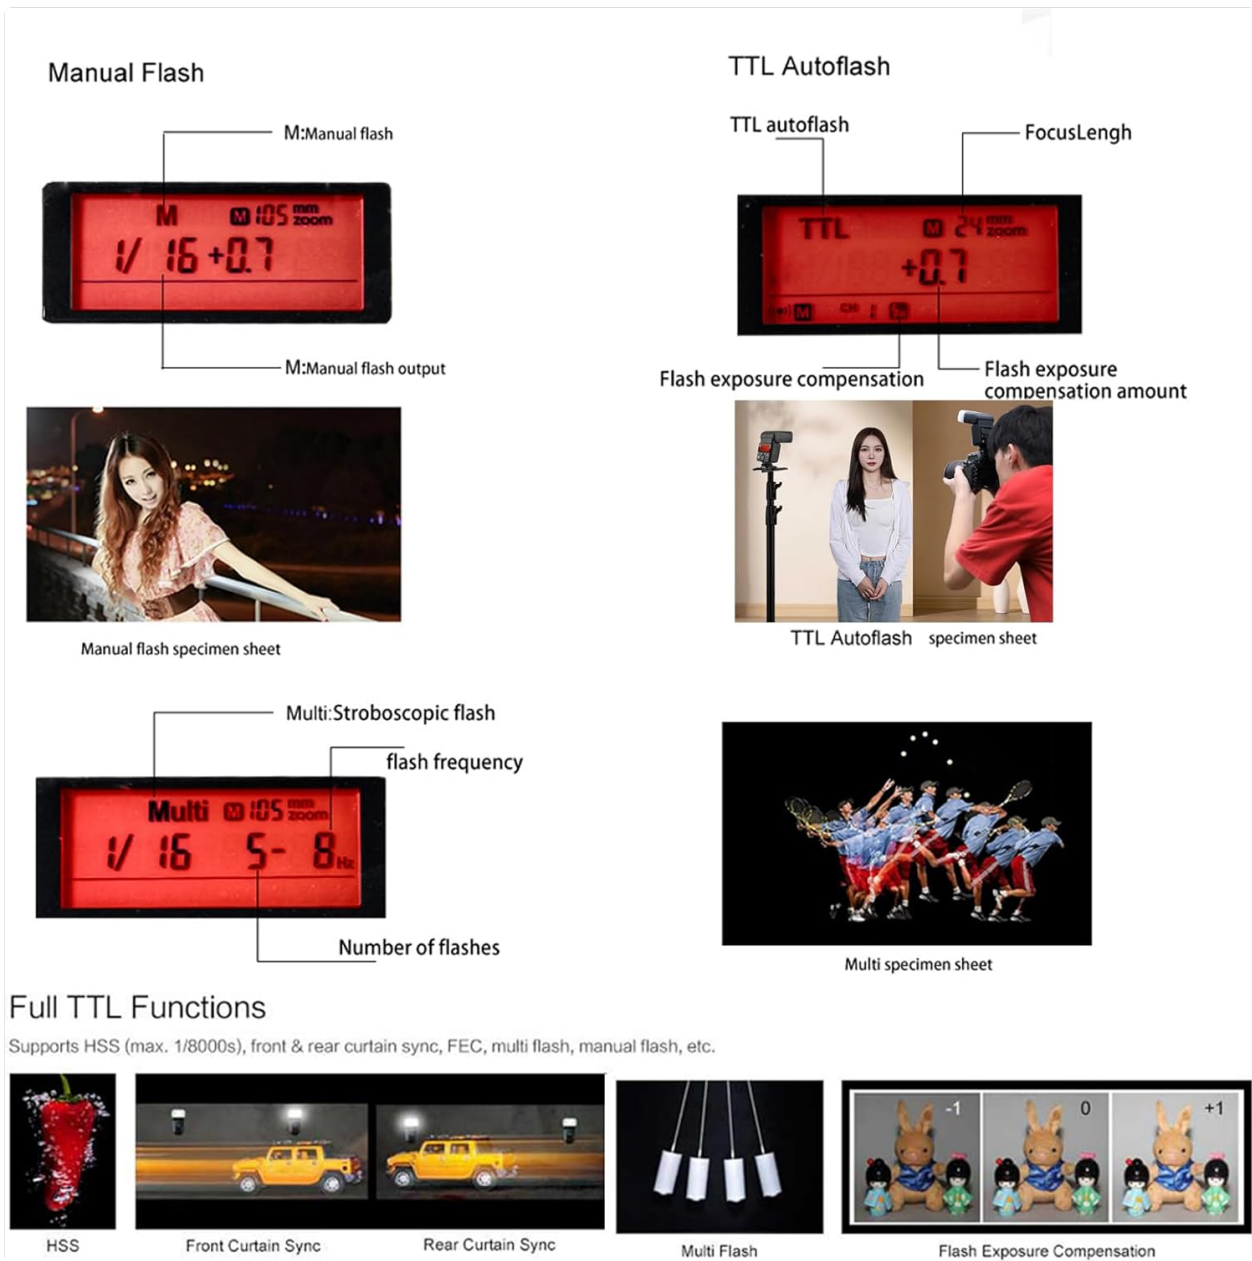 Manual Flash
M:Manual flash
M
M 105 mm zoom
1/ 16 +0.7
M:Manual flash output
Manual flash specimen sheet
TTL Autoflash
TTL autoflash
FocusLengh
TTL
M 24 mm zoom
+0.7
M
CH
Flash exposure compensation
Flash exposure
compensation amount
TTL Autoflash specimen sheet
Multi:Stroboscopic flash
flash frequency
Multi M 105 mm zoom
1/ 16 5- 8 Hz
Number of flashes
Multi specimen sheet
Full TTL Functions
Supports HSS (max. 1/8000s), front & rear curtain sync, FEC, multi flash, manual flash, etc.
-1
0
+1
HSS
Front Curtain Sync
Rear Curtain Sync
Multi Flash
Flash Exposure Compensation